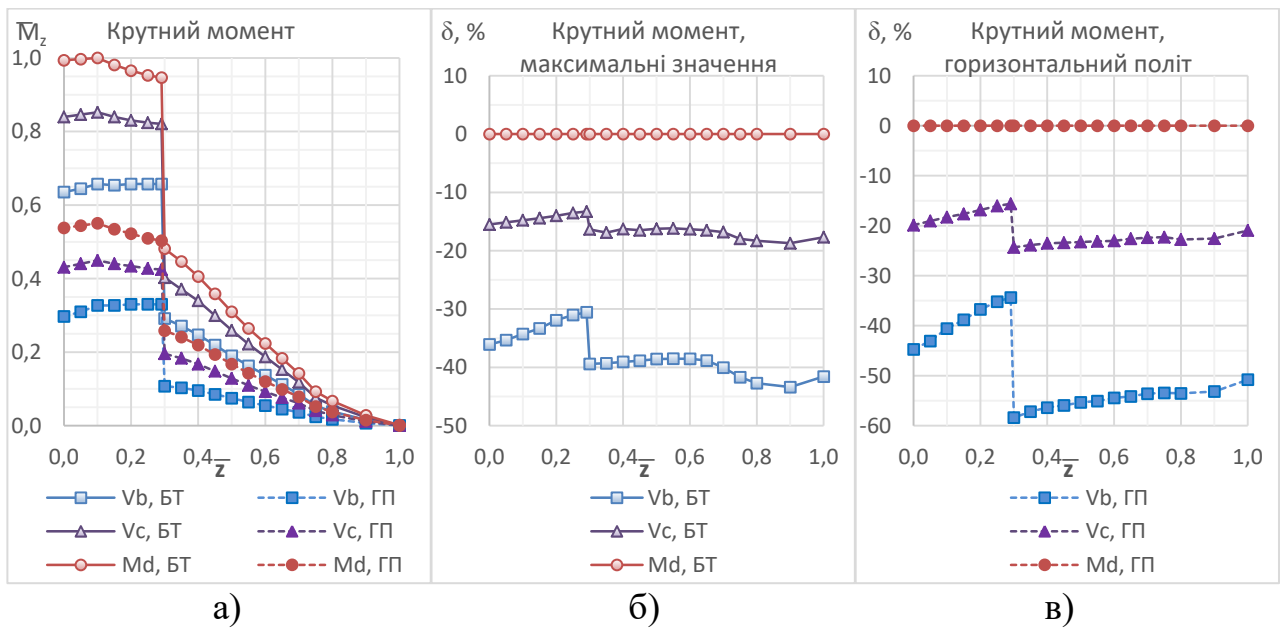 M̅z Крутний момент
1,0
0,8
0,6
0,4
0,2
0,0
0,0 0,2 0,4 0,6 0,8 1,0
z̅
Vb, БТ Vb, ГП
Vc, БТ Vc, ГП
Md, БТ Md, ГП
а)
δ, % Крутний момент,
максимальні значення
10
0
-10
-20
-30
-40
-50
0,0 0,2 0,4 0,6 0,8 1,0
z̅
Vb, БТ
Vc, БТ
Md, БТ
б)
δ, % Крутний момент,
горизонтальний політ
10
0
-10
-20
-30
-40
-50
-60
0,0 0,2 0,4 0,6 0,8 1,0
z̅
Vb, ГП
Vc, ГП
Md, ГП
в)